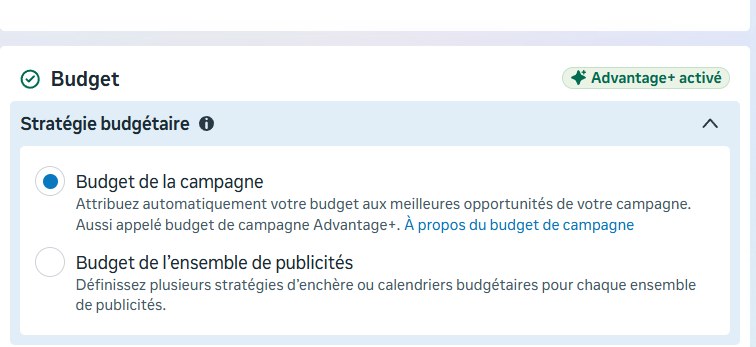 Budget
Advantage+ activé
Stratégie budgétaire
Budget de la campagne
Attribuez automatiquement votre budget aux meilleures opportunités de votre campagne.
Aussi appelé budget de campagne Advantage+. À propos du budget de campagne
Budget de l’ensemble de publicités
Définissez plusieurs stratégies d’enchère ou calendriers budgétaires pour chaque ensemble
de publicités.